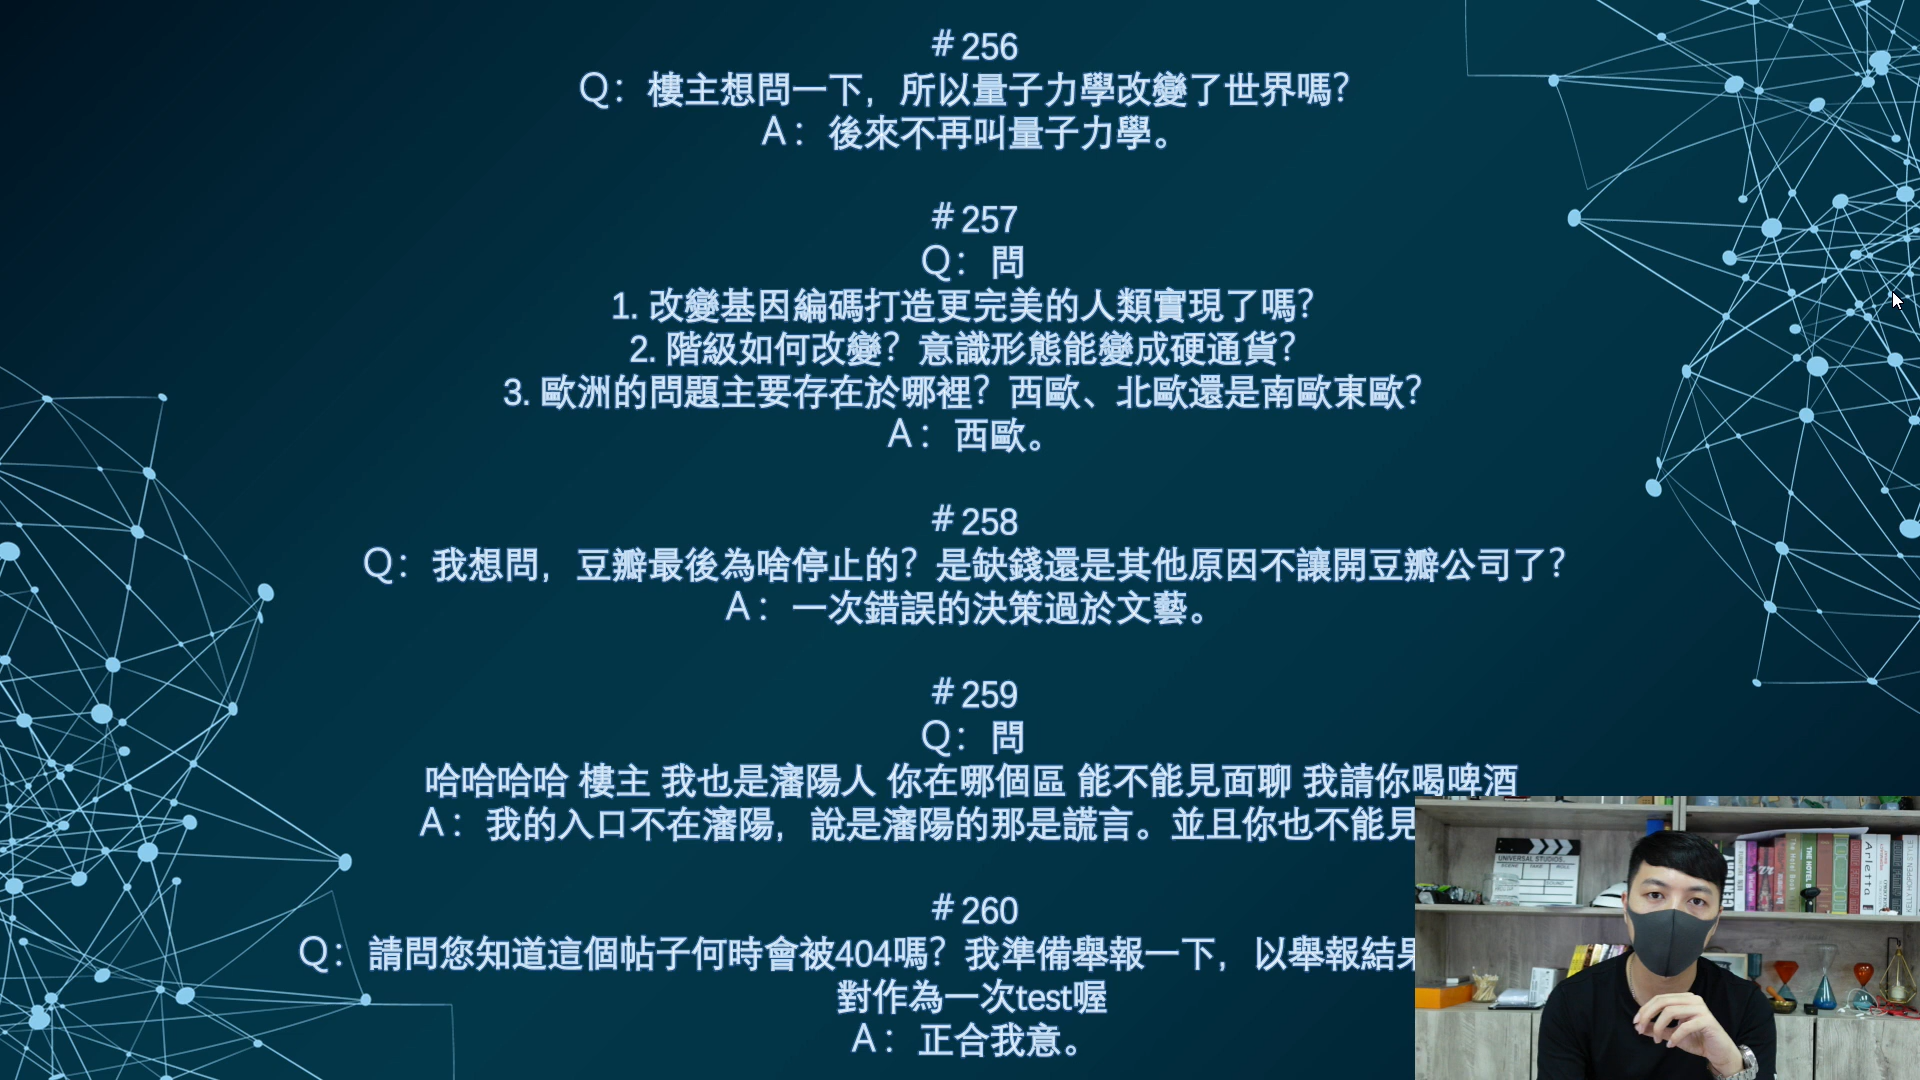 #256
Q：樓主想問一下，所以量子力學改變了世界嗎？
A：後來不再叫量子力學。
#257
Q：問
1. 改變基因編碼打造更完美的人類實現了嗎？
2. 階級如何改變？意識形態能變成硬通貨？
3. 歐洲的問題主要存在於哪裡？西歐、北歐還是南歐東歐？
A：西歐。
#258
Q：我想問，豆瓣最後為啥停止的？是缺錢還是其他原因不讓開豆瓣公司了？
A：一次錯誤的決策過於文藝。
#259
Q：問
哈哈哈哈 樓主 我也是瀋陽人 你在哪個區 能不能見面聊 我請你喝啤酒
A：我的入口不在瀋陽，說是瀋陽的那是謊言。並且你也不能見
#260
Q：請問您知道這個帖子何時會被404嗎？我準備舉報一下，以舉報結果
對作為一次test喔
A：正合我意。
UNIVERSAL STUDIOS
CENTURY
THE HOTEL
Arletta
KELLY HOPPEN STYLE